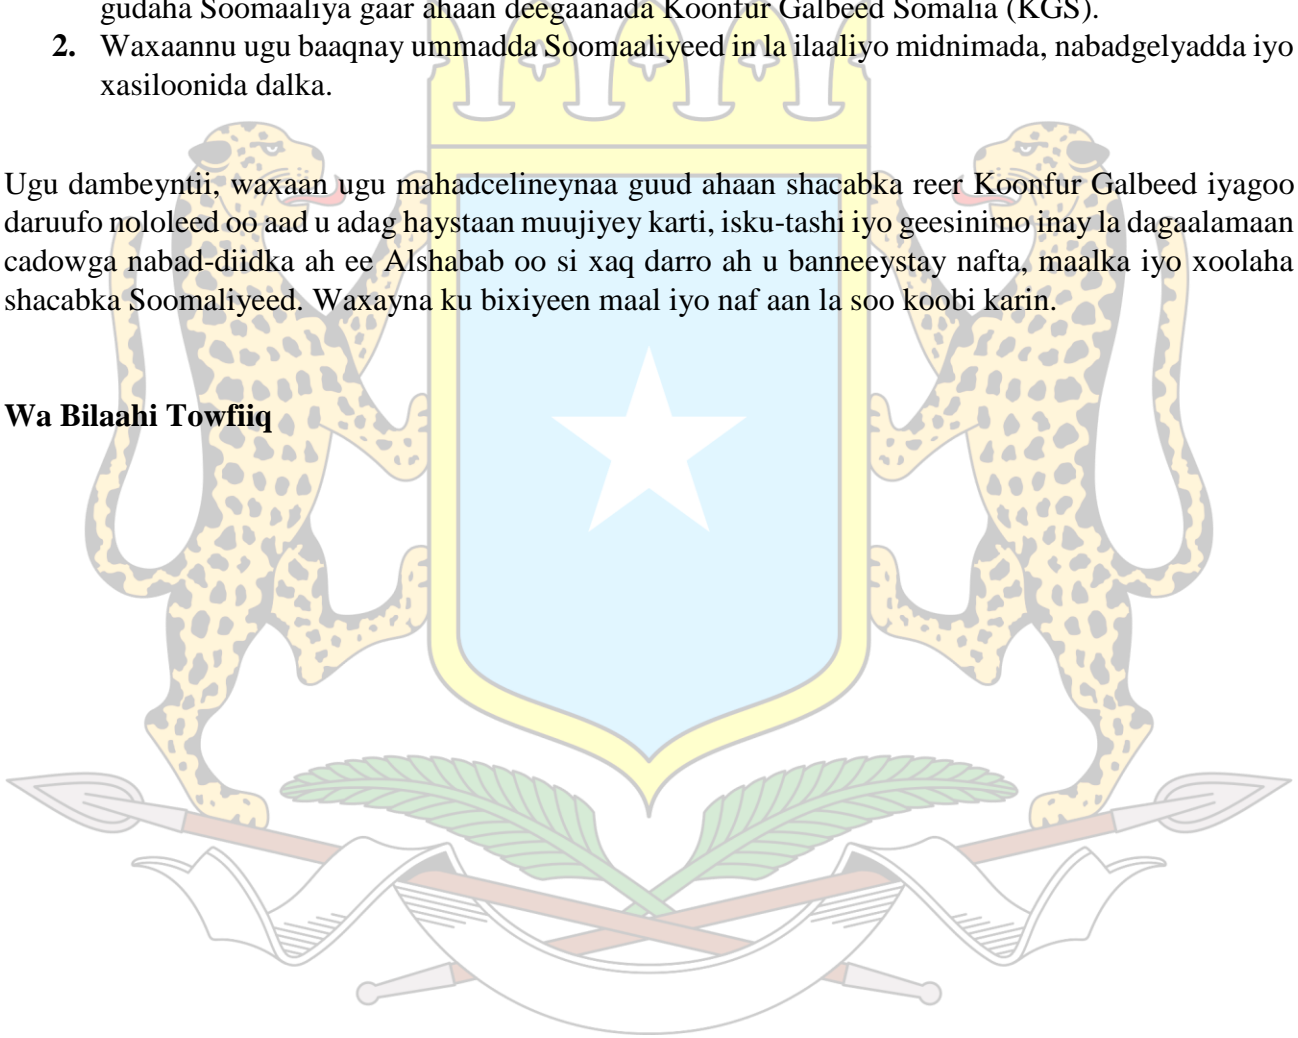 gudaha Soomaaliya gaar ahaan deegaanada Koonfur Galbeed Somalia (KGS).
2. Waxaannu ugu baaqnay ummadda Soomaaliyeed in la ilaaliyo midnimada, nabadgelyadda iyo
xasiloonida dalka.
Ugu dambeyntii, waxaan ugu mahadcelineynaa guud ahaan shacabka reer Koonfur Galbeed iyagoo
daruufo nololeed oo aad u adag haystaan muujiyey karti, isku-tashi iyo geesinimo inay la dagaalamaan
cadowga nabad-diidka ah ee Alshabab oo si xaq darro ah u banneeystay nafta, maalka iyo xoolaha
shacabka Soomaliyeed. Waxayna ku bixiyeen maal iyo naf aan la soo koobi karin.
Wa Bilaahi Towfiiq